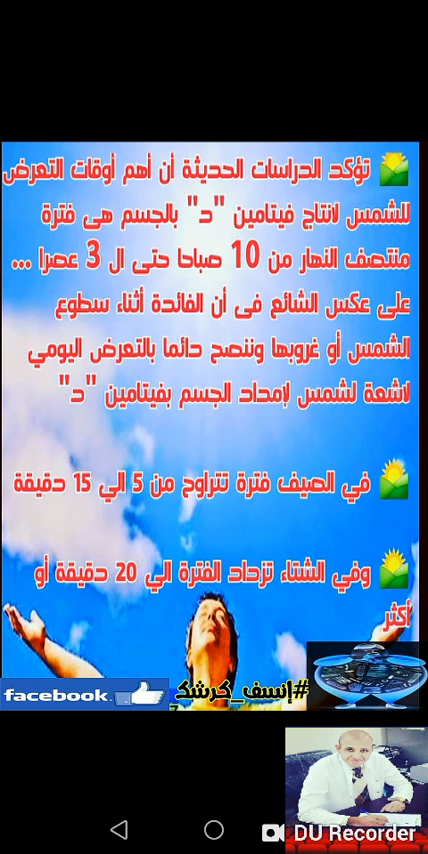 تؤكد الدراسات الحديثة أن أهم أوقات التعرض
للشمس لانتاج فيتامين "د" بالجسم هى فترة
منتصف النهار من 10 صباحا حتى ال 3 عصرا ...
على عكس الشائع فى أن الفائدة أثناء سطوع
الشمس أو غروبها وننصح دائما بالتعرض اليومي
لاشعة لشمس لإمداد الجسم بفيتامين "د"
في الصيف فترة تتراوح من 5 الي 15 دقيقة
وفي الشتاء تزداد الفترة الي 20 دقيقة أو
أكثر
#إنسف_كرشك
facebook
DU Recorder